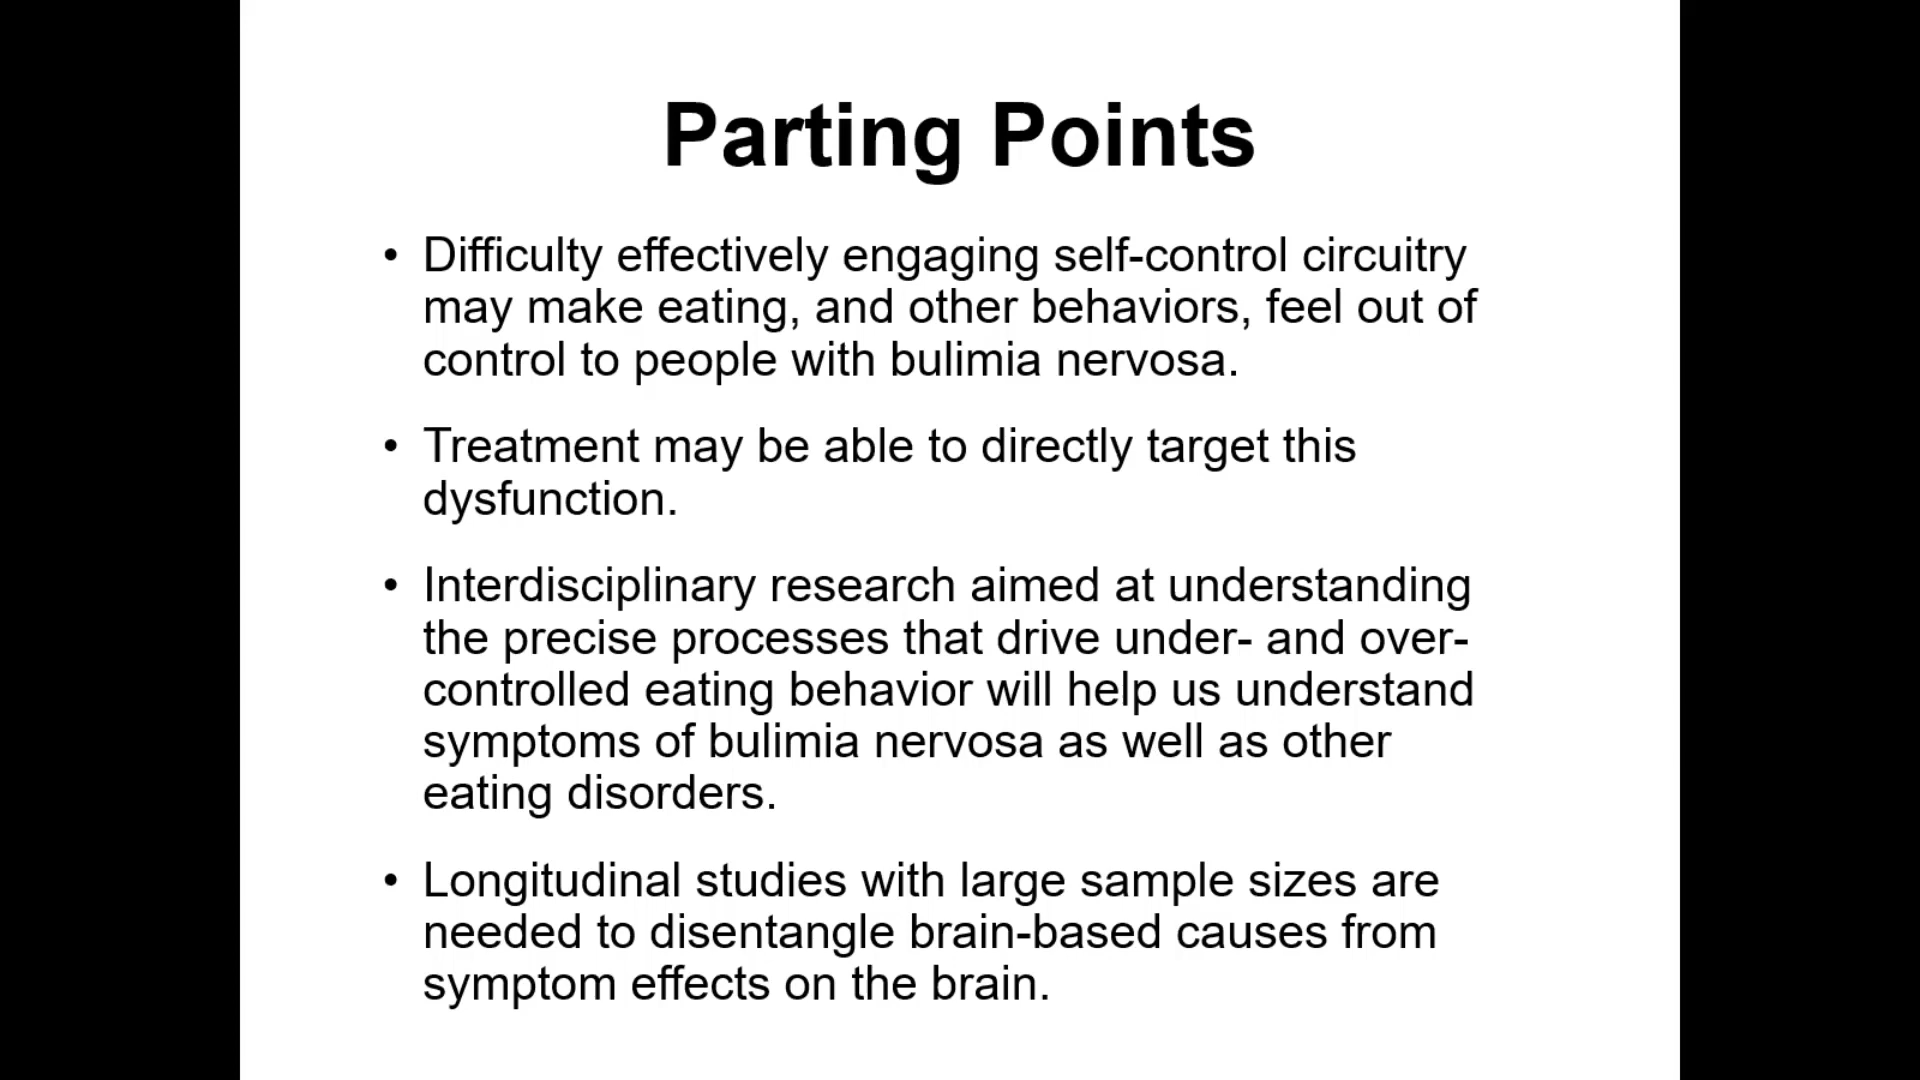 Parting Points
• Difficulty effectively engaging self-control circuitry
may make eating, and other behaviors, feel out of
control to people with bulimia nervosa.
• Treatment may be able to directly target this
dysfunction.
• Interdisciplinary research aimed at understanding
the precise processes that drive under- and over-
controlled eating behavior will help us understand
symptoms of bulimia nervosa as well as other
eating disorders.
• Longitudinal studies with large sample sizes are
needed to disentangle brain-based causes from
symptom effects on the brain.